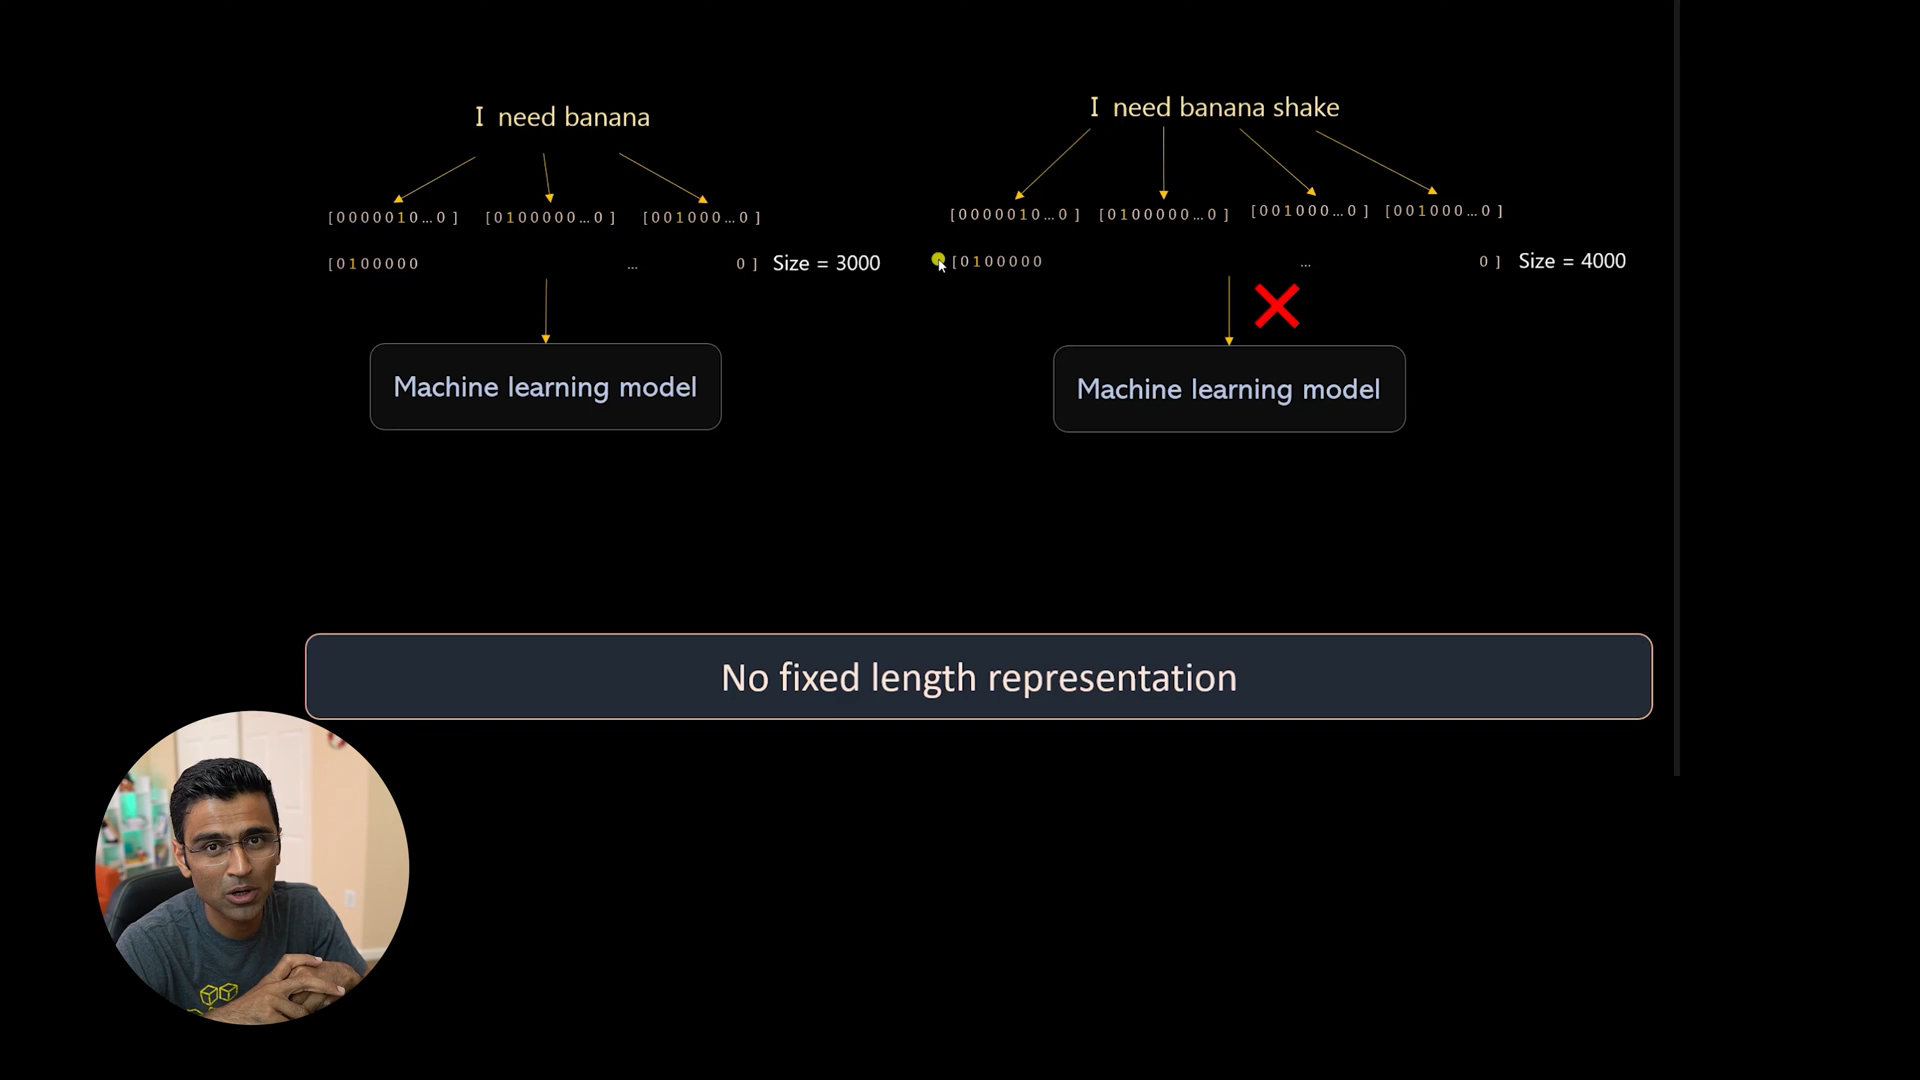 I need banana
[000010...0] [0100000...0] [001000...0]
[0100000 ... 0] Size = 3000
Machine learning model
I need banana shake
[0000010...0] [0100000...0] [001000...0] [001000...0]
[0100000 ... 0] Size = 4000
Machine learning model
No fixed length representation